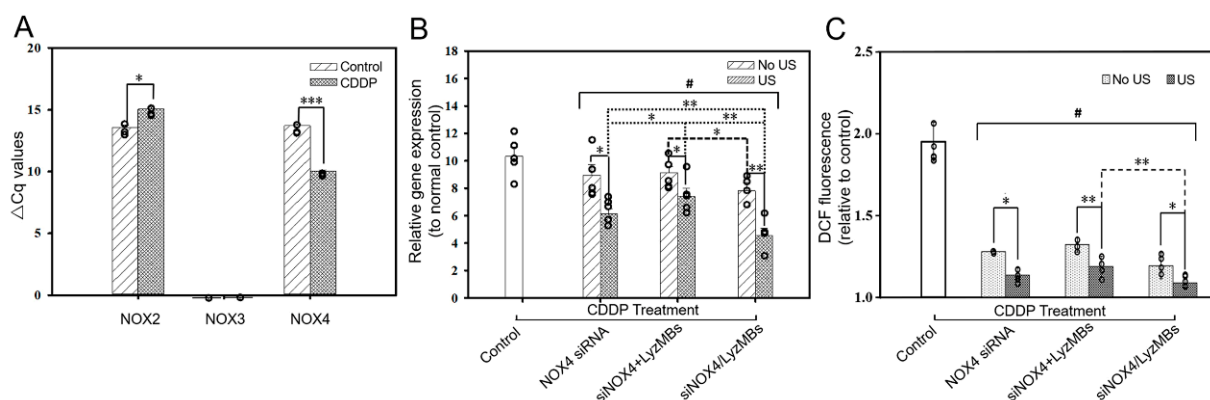 A
△Cq values
20
15
10
5
0
Control
CDDP
*
***
NOX2
NOX3
NOX4
B
Relative gene expression
(to normal control)
18
16
14
12
10
8
6
4
2
0
No US
US
#
**
*
**
*
*
*
**
CDDP Treatment
Control
NOX4 siRNA
siNOX4+LyzMBs
siNOX4/LyzMBs
C
DCF fluorescence
(relative to control)
2.5
2.0
1.5
1.0
No US
US
#
**
*
**
*
CDDP Treatment
Control
NOX4 siRNA
siNOX4+LyzMBs
siNOX4/LyzMBs